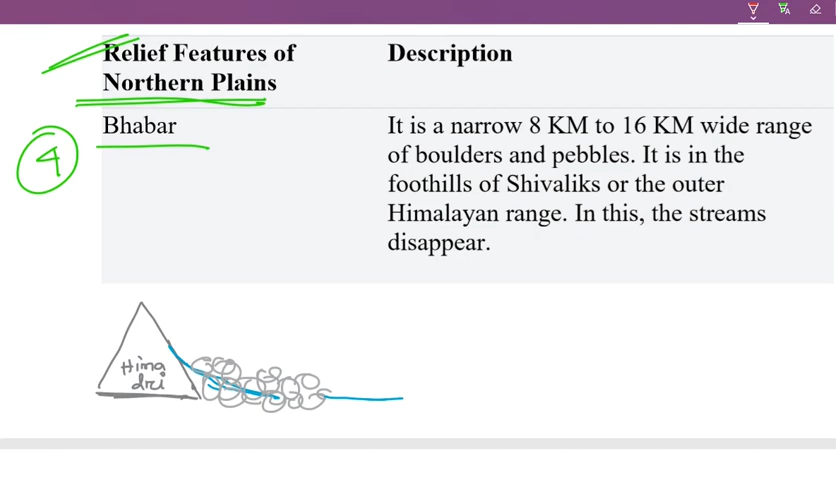 Relief Features of
Northern Plains
Description
4
Bhabar
It is a narrow 8 KM to 16 KM wide range
of boulders and pebbles. It is in the
foothills of Shivaliks or the outer
Himalayan range. In this, the streams
disappear.
Hima
dri